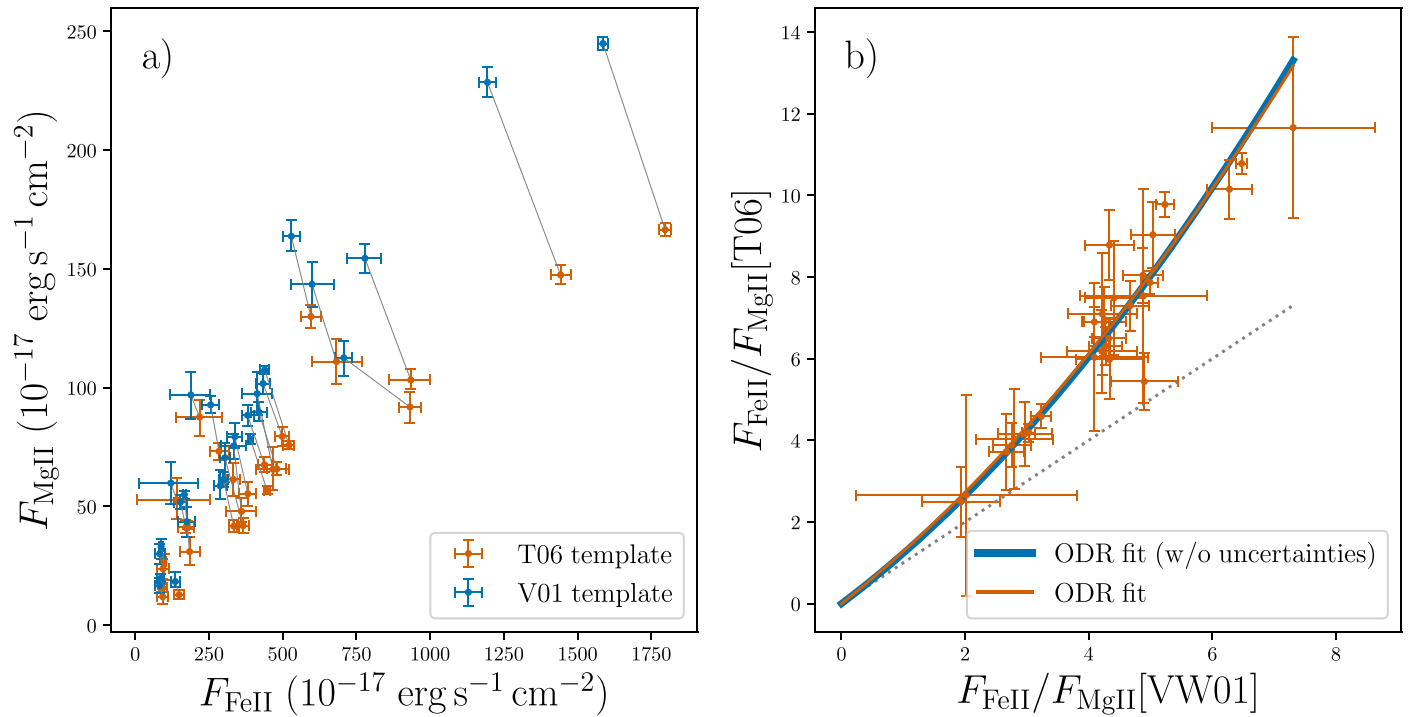 a)
250
200
150
100
50
0
0 250 500 750 1000 1250 1500 1750
F_MgII (10^−17 erg s^−1 cm^−2)
F_FeII (10^−17 erg s^−1 cm^−2)
T06 template
V01 template
b)
14
12
10
8
6
4
2
0
0 2 4 6 8
F_FeII/F_MgII[T06]
F_FeII/F_MgII[VW01]
ODR fit (w/o uncertainties)
ODR fit